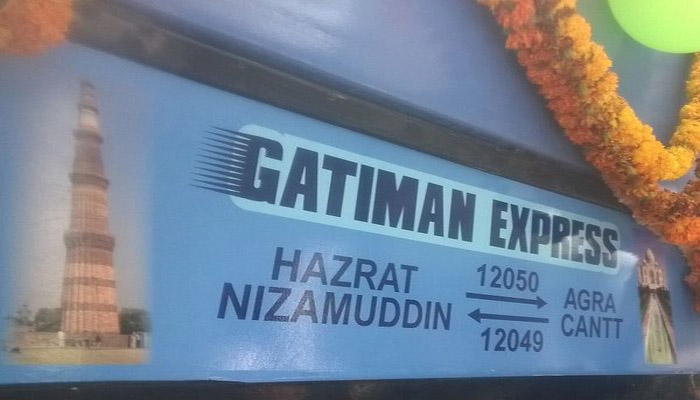 GATIMAN EXPRESS
HAZRAT
NIZAMUDDIN
12050
12049
AGRA
CANTT